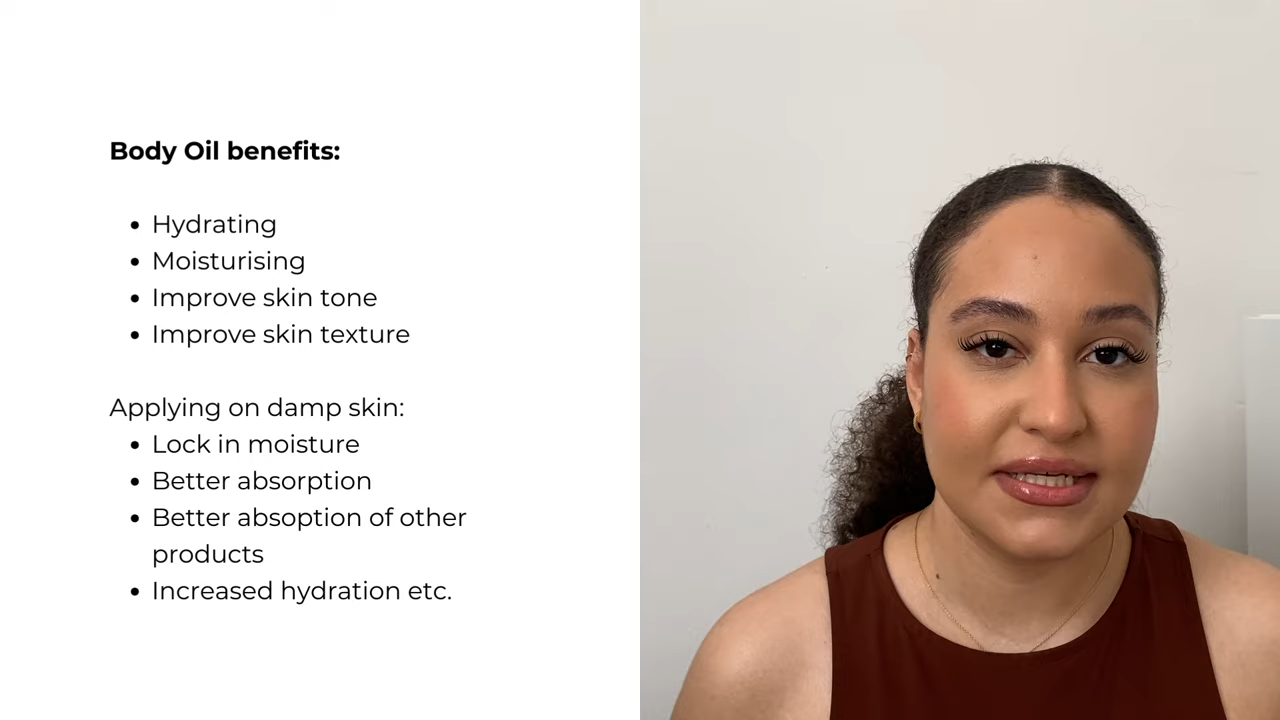 Body Oil benefits:
• Hydrating
• Moisturising
• Improve skin tone
• Improve skin texture
Applying on damp skin:
• Lock in moisture
• Better absorption
• Better absoption of other
products
• Increased hydration etc.